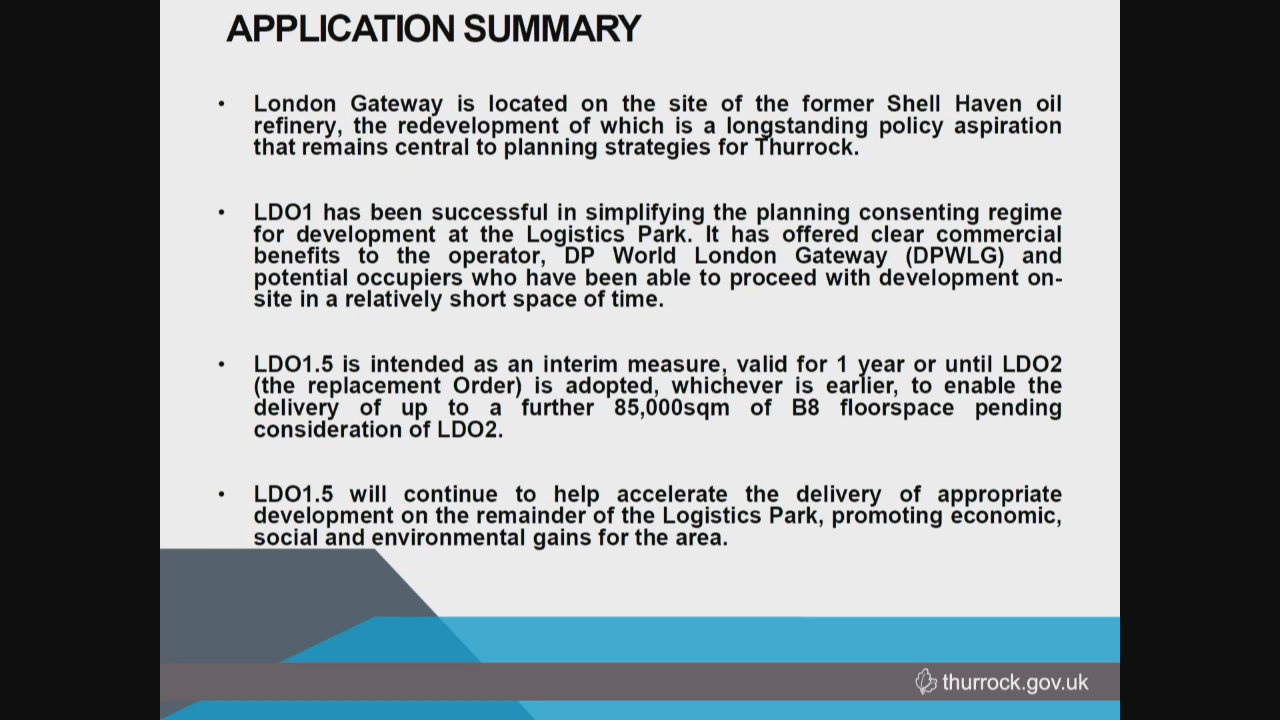 APPLICATION SUMMARY
• London Gateway is located on the site of the former Shell Haven oil
refinery, the redevelopment of which is a longstanding policy aspiration
that remains central to planning strategies for Thurrock.
• LDO1 has been successful in simplifying the planning consenting regime
for development at the Logistics Park. It has offered clear commercial
benefits to the operator, DP World London Gateway (DPWLG) and
potential occupiers who have been able to proceed with development on-
site in a relatively short space of time.
• LDO1.5 is intended as an interim measure, valid for 1 year or until LDO2
(the replacement Order) is adopted, whichever is earlier, to enable the
delivery of up to a further 85,000sqm of B8 floorspace pending
consideration of LDO2.
• LDO1.5 will continue to help accelerate the delivery of appropriate
development on the remainder of the Logistics Park, promoting economic,
social and environmental gains for the area.
thurrock.gov.uk